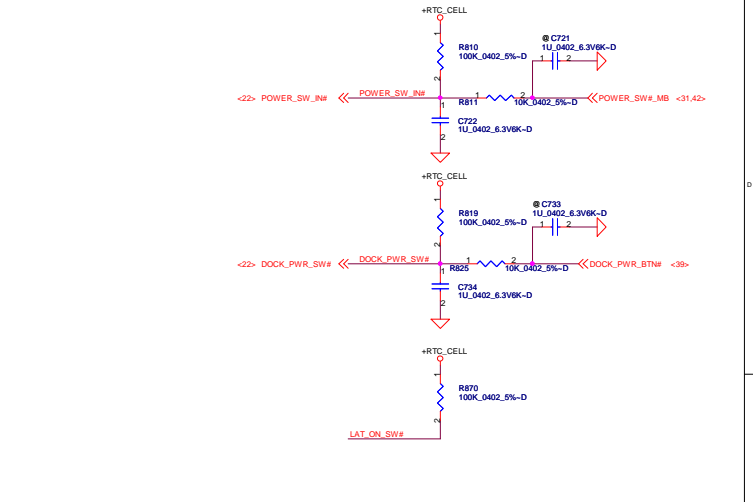 +RTC_CELL
@ C721
1U_0402_6.3V6K~D
1
R810
100K_0402_5%~D
1
2
2
<22> POWER_SW_IN#
POWER_SW_IN#
1
2
POWER_SW#_MB <31,42>
R811
10K_0402_5%~D
1
C722
1U_0402_6.3V6K~D
2
+RTC_CELL
@ C733
1U_0402_6.3V6K~D
1
R819
100K_0402_5%~D
1
2
2
<22> DOCK_PWR_SW#
DOCK_PWR_SW#
1
2
DOCK_PWR_BTN# <39>
R825
10K_0402_5%~D
1
C734
1U_0402_6.3V6K~D
2
+RTC_CELL
1
R870
100K_0402_5%~D
2
LAT_ON_SW#
D